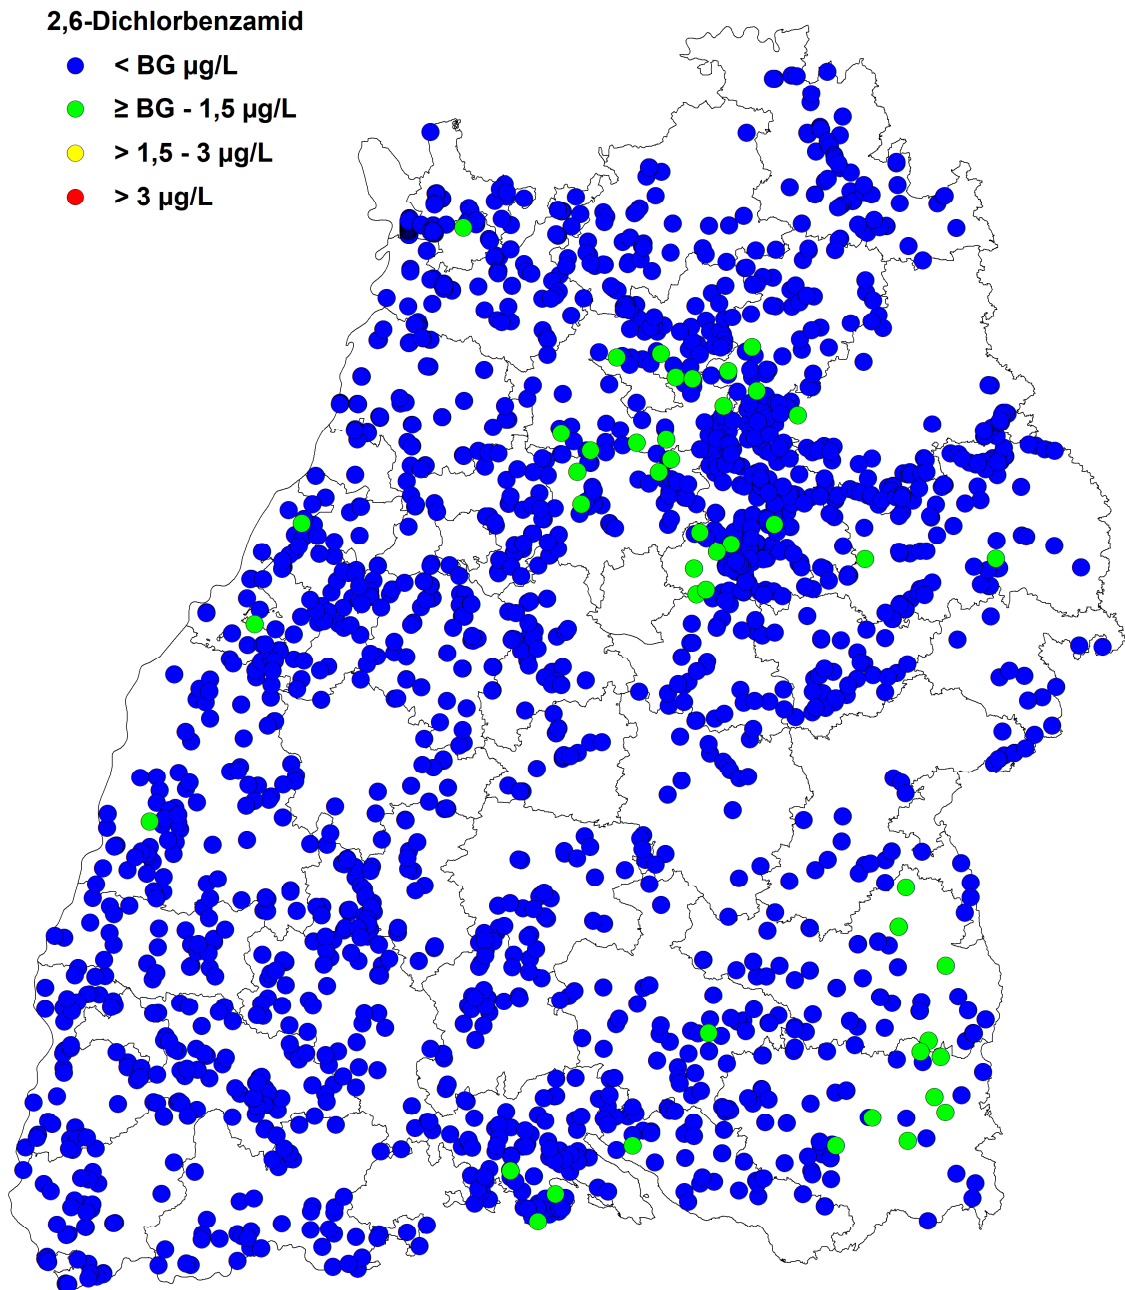 2,6-Dichlorbenzamid
< BG µg/L
≥ BG - 1,5 µg/L
> 1,5 - 3 µg/L
> 3 µg/L